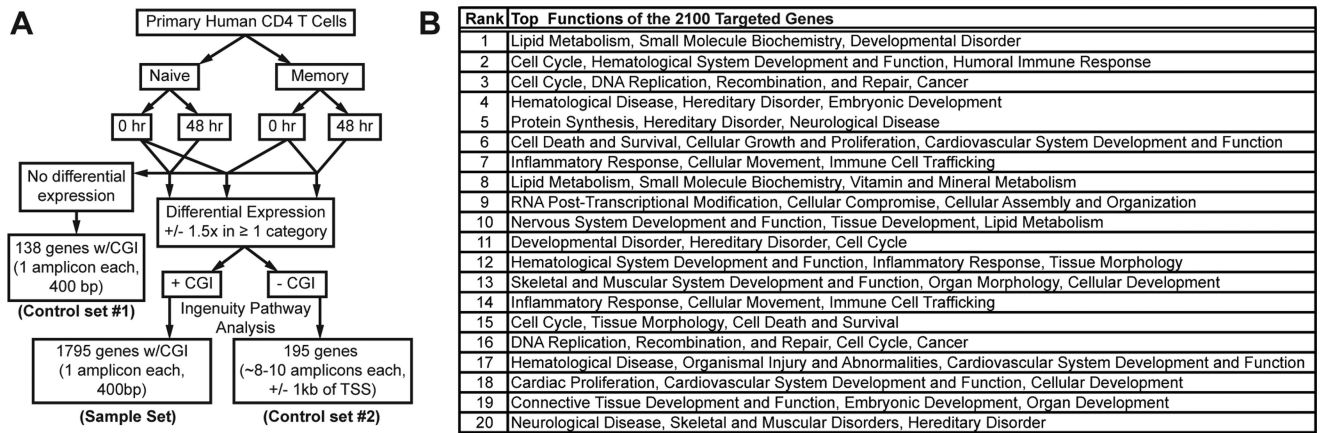 A
Primary Human CD4 T Cells
Naive
Memory
0 hr
48 hr
0 hr
48 hr
No differential
expression
Differential Expression
+/- 1.5x in ≥ 1 category
138 genes w/CGI
(1 amplicon each,
400 bp)
(Control set #1)
+ CGI
- CGI
Ingenuity Pathway
Analysis
1795 genes w/CGI
(1 amplicon each,
400bp)
(Sample Set)
195 genes
(~8-10 amplicons each,
+/- 1kb of TSS)
(Control set #2)
B
Rank Top Functions of the 2100 Targeted Genes
1 Lipid Metabolism, Small Molecule Biochemistry, Developmental Disorder
2 Cell Cycle, Hematological System Development and Function, Humoral Immune Response
3 Cell Cycle, DNA Replication, Recombination, and Repair, Cancer
4 Hematological Disease, Hereditary Disorder, Embryonic Development
5 Protein Synthesis, Hereditary Disorder, Neurological Disease
6 Cell Death and Survival, Cellular Growth and Proliferation, Cardiovascular System Development and Function
7 Inflammatory Response, Cellular Movement, Immune Cell Trafficking
8 Lipid Metabolism, Small Molecule Biochemistry, Vitamin and Mineral Metabolism
9 RNA Post-Transcriptional Modification, Cellular Compromise, Cellular Assembly and Organization
10 Nervous System Development and Function, Tissue Development, Lipid Metabolism
11 Developmental Disorder, Hereditary Disorder, Cell Cycle
12 Hematological System Development and Function, Inflammatory Response, Tissue Morphology
13 Skeletal and Muscular System Development and Function, Organ Morphology, Cellular Development
14 Inflammatory Response, Cellular Movement, Immune Cell Trafficking
15 Cell Cycle, Tissue Morphology, Cell Death and Survival
16 DNA Replication, Recombination, and Repair, Cell Cycle, Cancer
17 Hematological Disease, Organismal Injury and Abnormalities, Cardiovascular System Development and Function
18 Cardiac Proliferation, Cardiovascular System Development and Function, Cellular Development
19 Connective Tissue Development and Function, Embryonic Development, Organ Development
20 Neurological Disease, Skeletal and Muscular Disorders, Hereditary Disorder